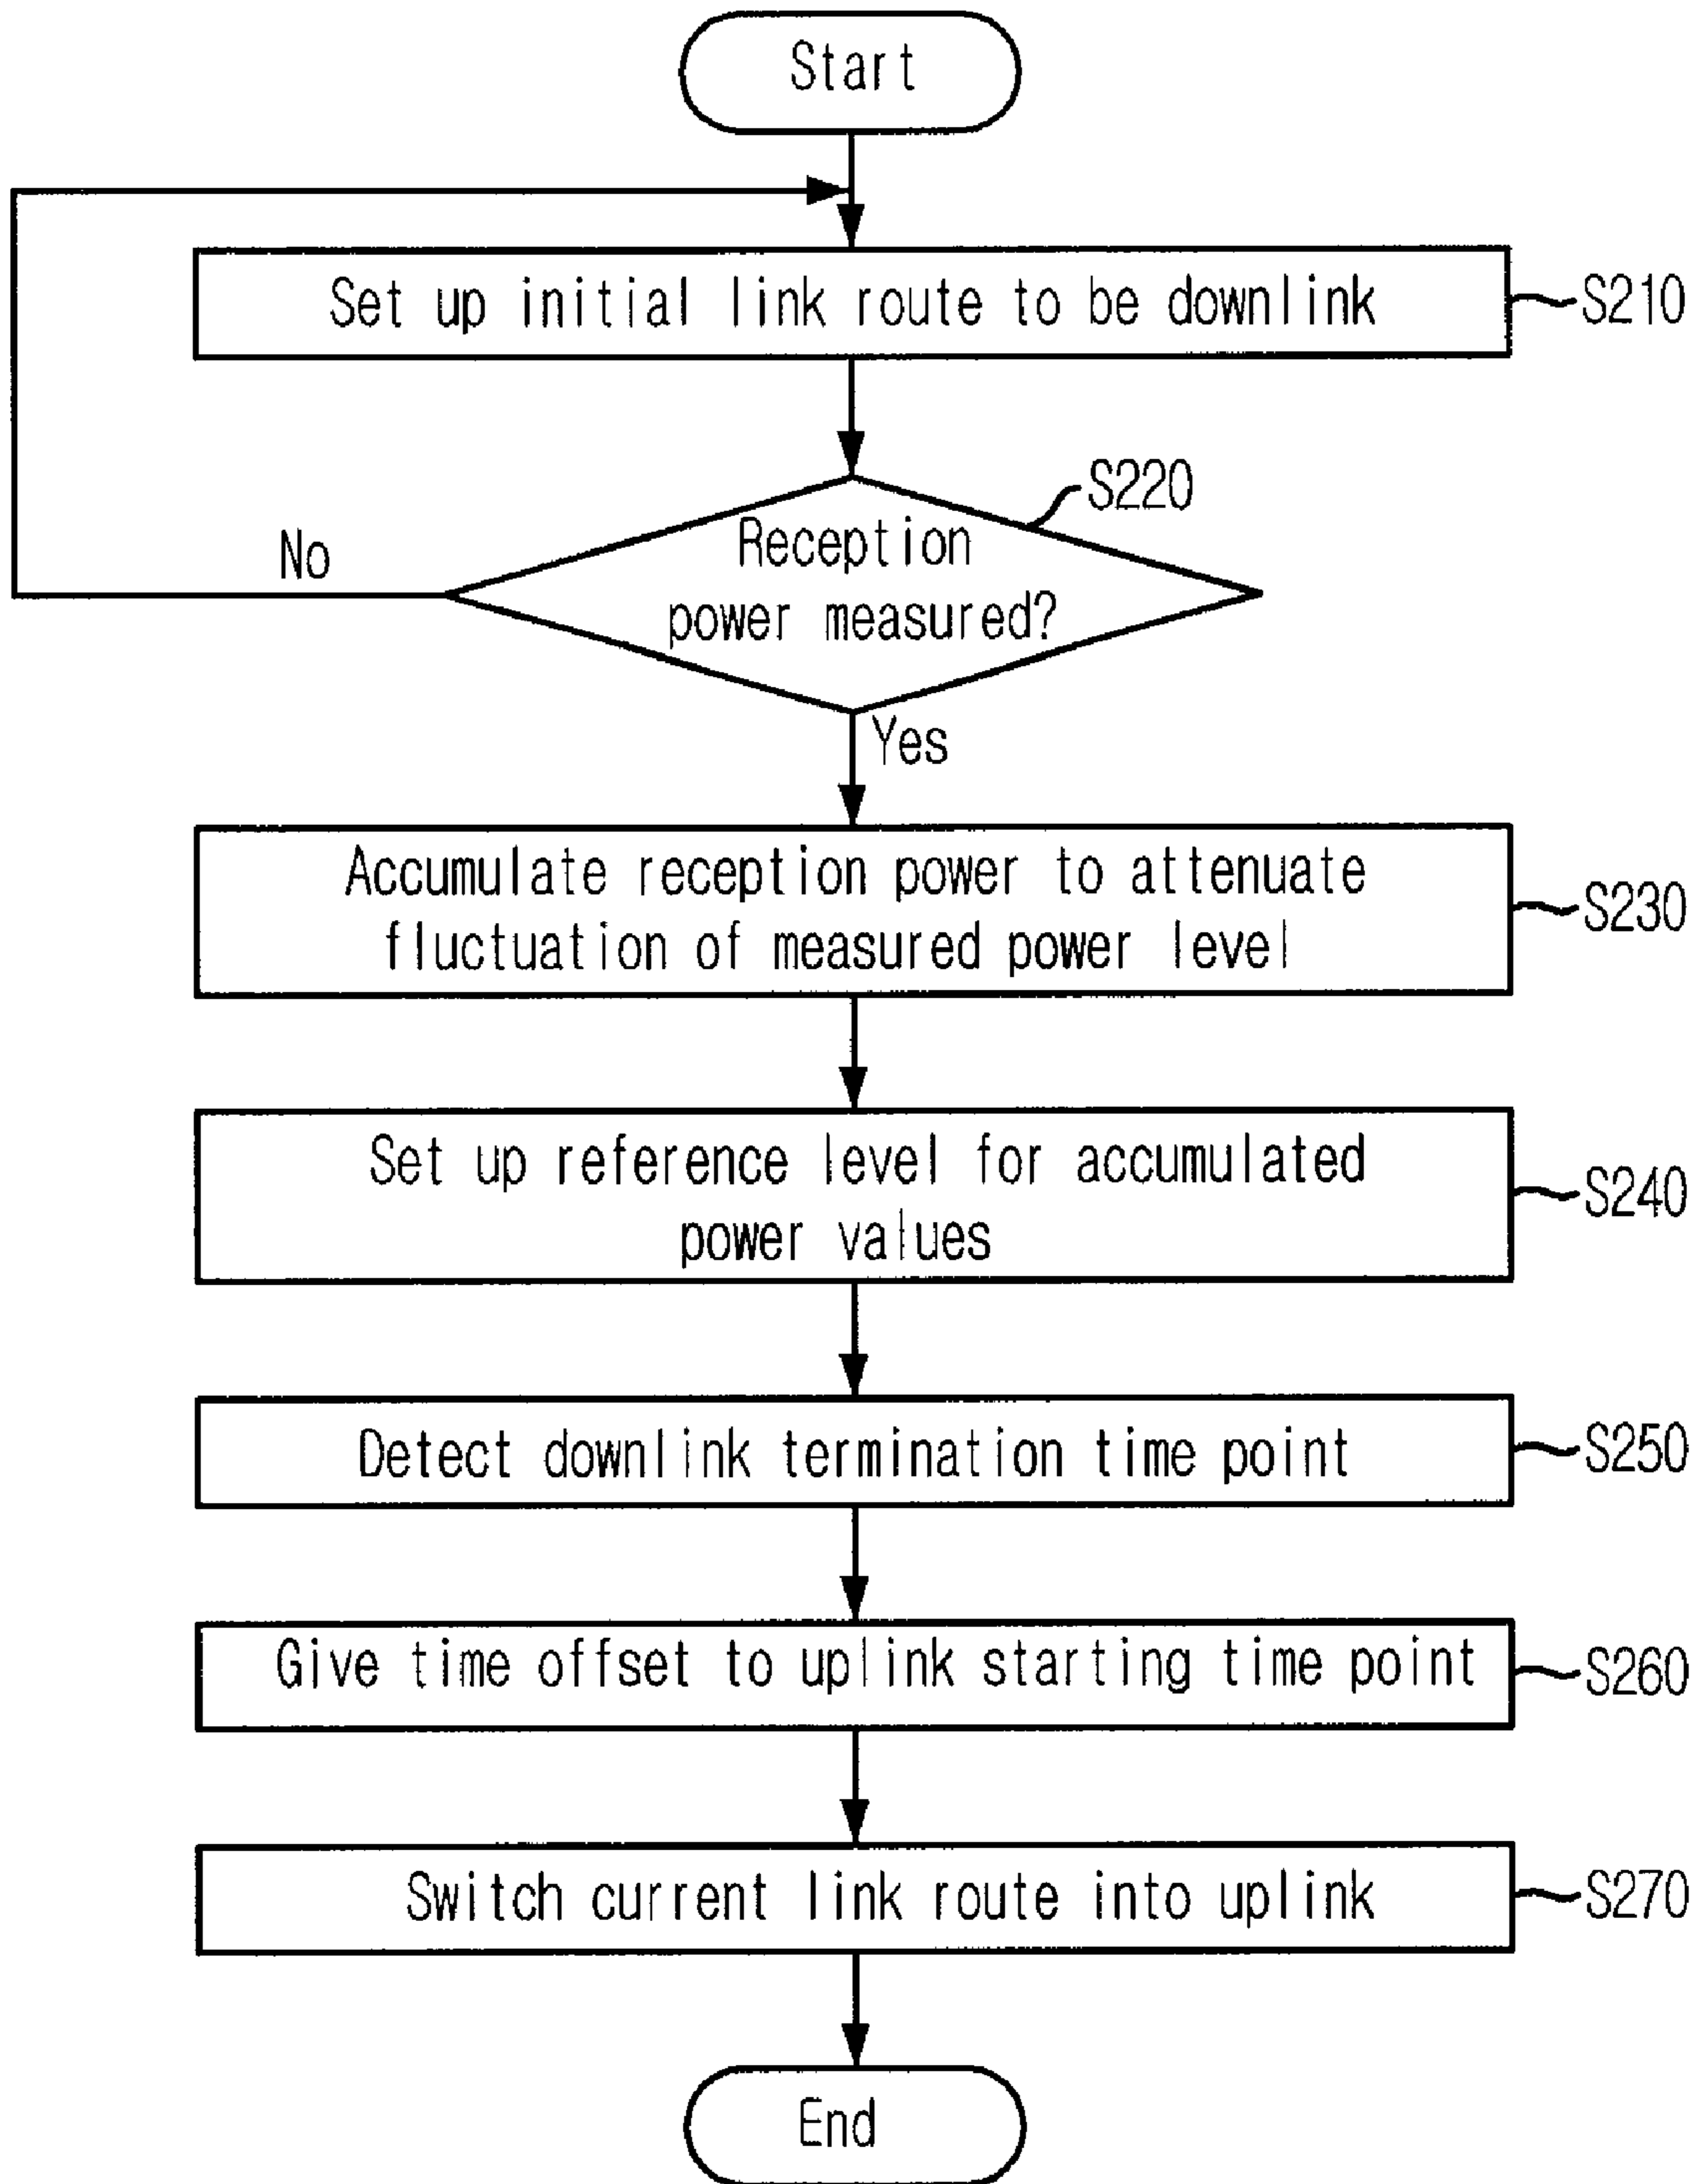 Start
Set up initial link route to be downlink
S210
S220
Reception
power measured?
No
Yes
Accumulate reception power to attenuate
fluctuation of measured power level
S230
Set up reference level for accumulated
power values
S240
Detect downlink termination time point
S250
Give time offset to uplink starting time point
S260
Switch current link route into uplink
S270
End